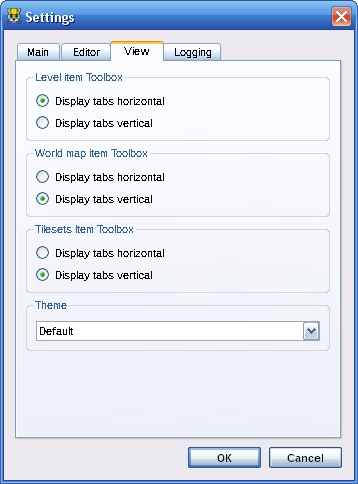 Settings
Main Editor View Logging
Level item Toolbox
Display tabs horizontal
Display tabs vertical
World map item Toolbox
Display tabs horizontal
Display tabs vertical
Tilesets Item Toolbox
Display tabs horizontal
Display tabs vertical
Theme
Default
OK Cancel